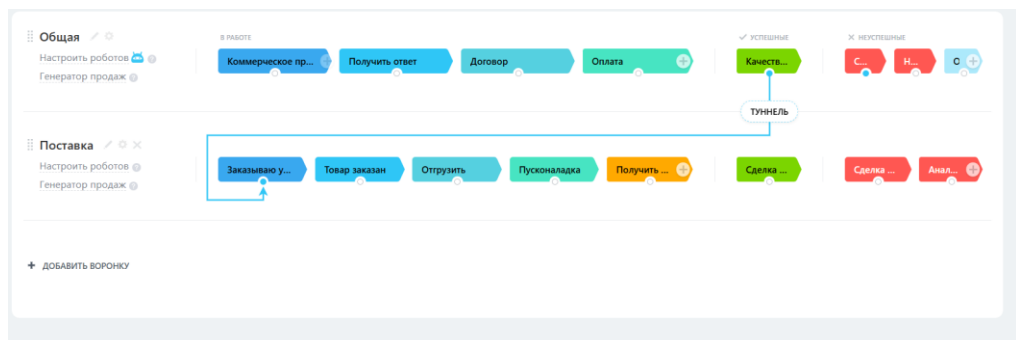 Общая
В РАБОТЕ
УСПЕШНЫЕ
НЕУСПЕШНЫЕ
Настроить роботов
Генератор продаж
Коммерческое пр...
Получить ответ
Договор
Оплата
Качеств...
С...
Н...
О
ТУННЕЛЬ
Поставка
Настроить роботов
Генератор продаж
Заказываю у...
Товар заказан
Отгрузить
Пусконаладка
Получить ...
Сделка ...
Сделка ...
Анал...
+ ДОБАВИТЬ ВОРОНКУ